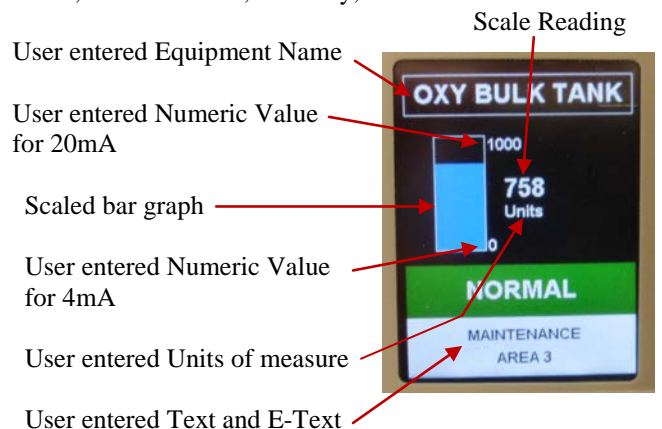 Scale Reading
User entered Equipment Name
OXY BULK TANK
User entered Numeric Value
for 20mA
1000
758
Units
Scaled bar graph
0
User entered Numeric Value
for 4mA
NORMAL
User entered Units of measure
MAINTENANCE
AREA 3
User entered Text and E-Text